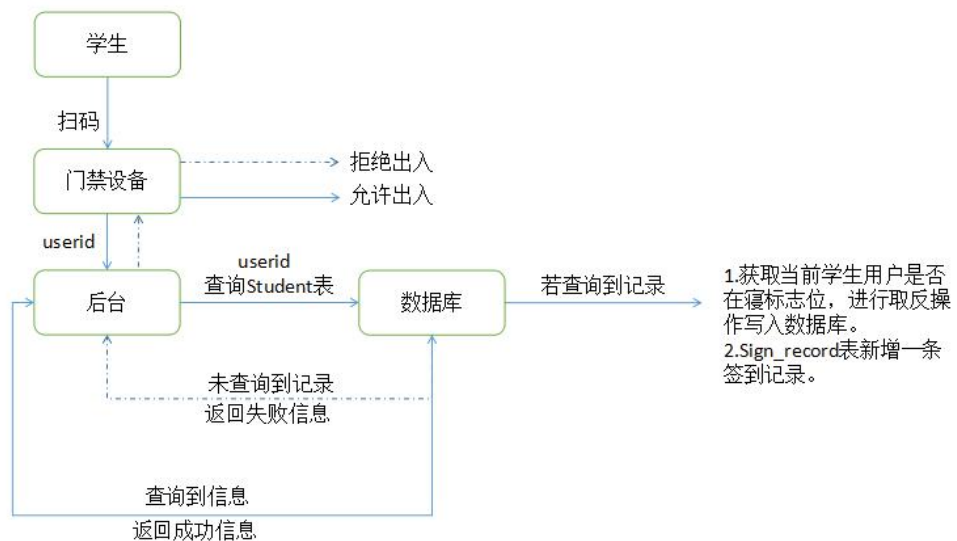 学生
扫码
门禁设备
拒绝出入
允许出入
userid
后台
userid
查询Student表
数据库
若查询到记录
1.获取当前学生用户是否
在寝标志位，进行取反操
作写入数据库。
2.Sign_record表新增一条
签到记录。
未查询到记录
返回失败信息
查询到信息
返回成功信息